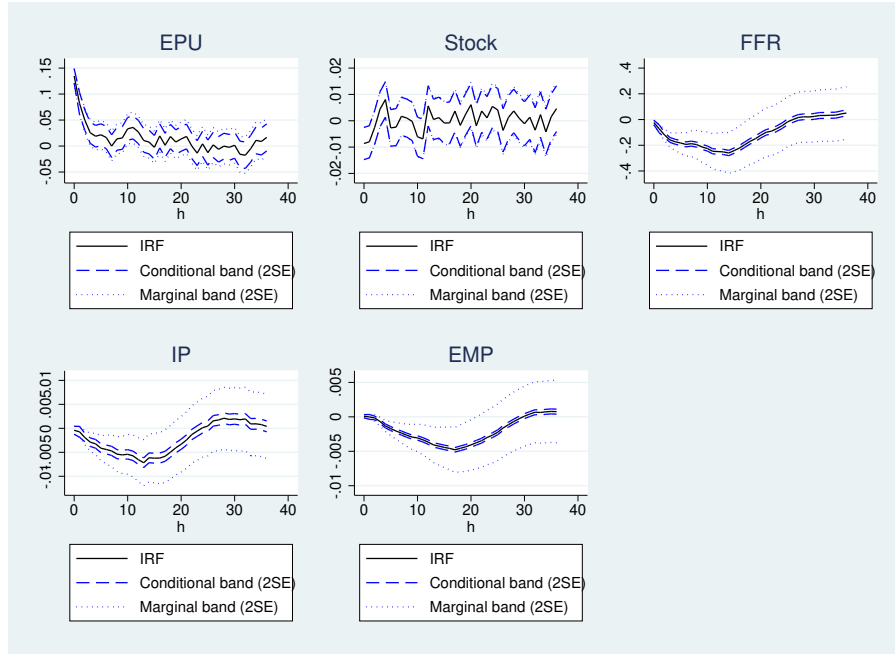 EPU
.15
.1
.05
0
-.05
0 10 20 30 40
h
IRF
Conditional band (2SE)
Marginal band (2SE)
Stock
.02
.01
0
-.01
-.02
0 10 20 30 40
h
IRF
Conditional band (2SE)
Marginal band (2SE)
FFR
.4
.2
0
-.2
-.4
0 10 20 30 40
h
IRF
Conditional band (2SE)
Marginal band (2SE)
IP
.01
.005
0
-.005
-.01
0 10 20 30 40
h
IRF
Conditional band (2SE)
Marginal band (2SE)
EMP
.005
0
-.005
-.01
0 10 20 30 40
h
IRF
Conditional band (2SE)
Marginal band (2SE)